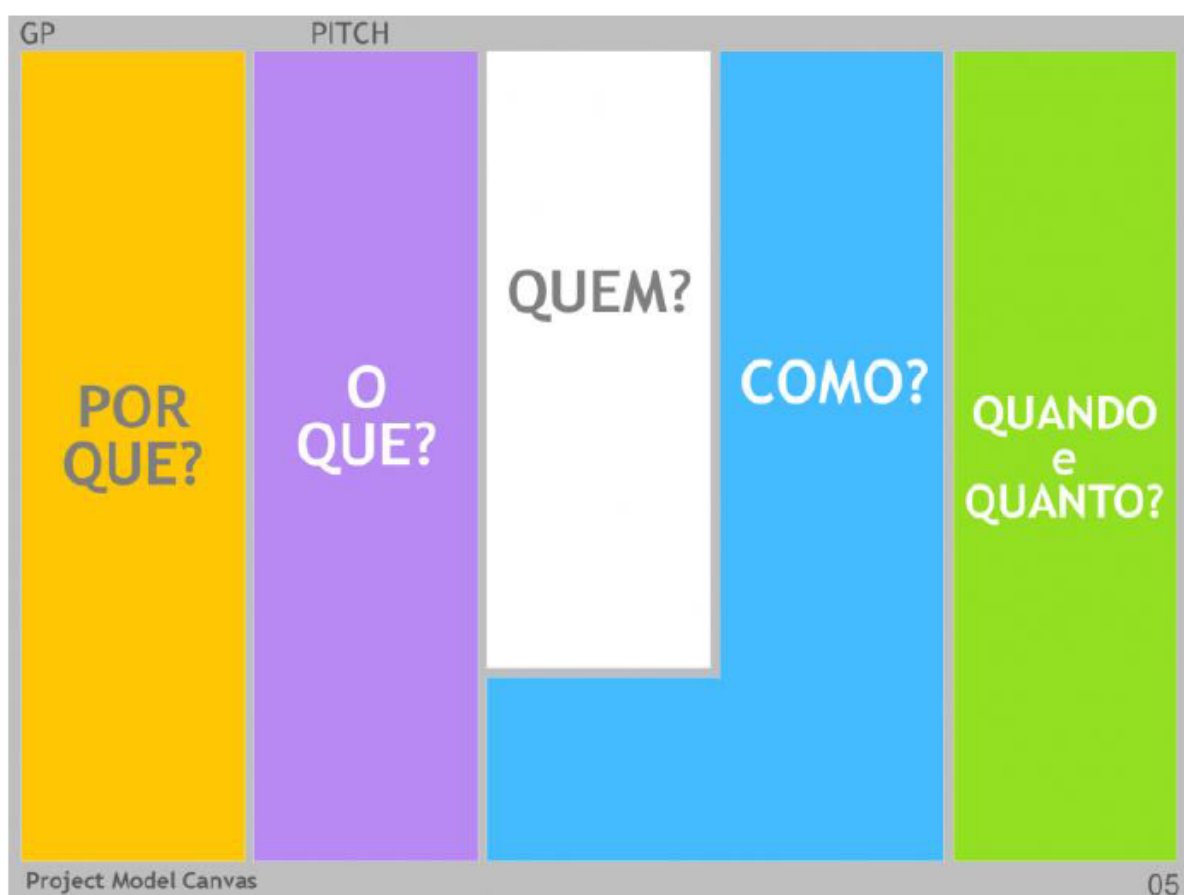 GP
PITCH
POR
QUE?
O
QUE?
QUEM?
COMO?
QUANDO
e
QUANTO?
Project Model Canvas
05